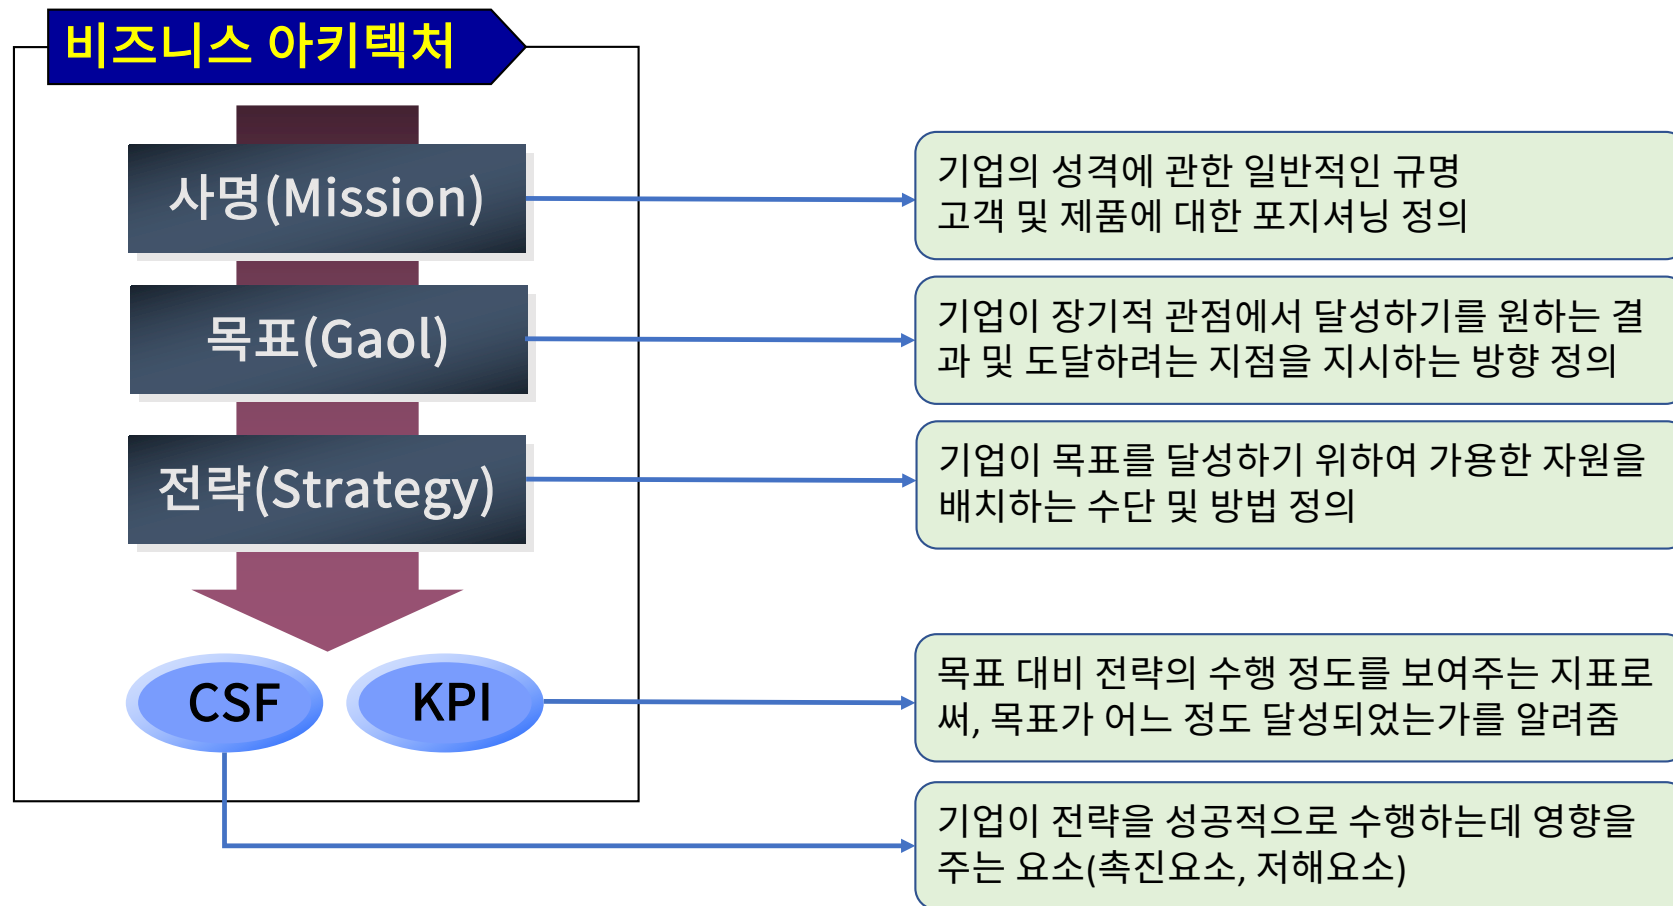 비즈니스 아키텍처
사명(Mission)
기업의 성격에 관한 일반적인 규명
고객 및 제품에 대한 포지셔닝 정의
목표(Gaol)
기업이 장기적 관점에서 달성하기를 원하는 결
과 및 도달하려는 지점을 지시하는 방향 정의
전략(Strategy)
기업이 목표를 달성하기 위하여 가용한 자원을
배치하는 수단 및 방법 정의
CSF
KPI
목표 대비 전략의 수행 정도를 보여주는 지표로
써, 목표가 어느 정도 달성되었는가를 알려줌
기업이 전략을 성공적으로 수행하는데 영향을
주는 요소(촉진요소, 저해요소)